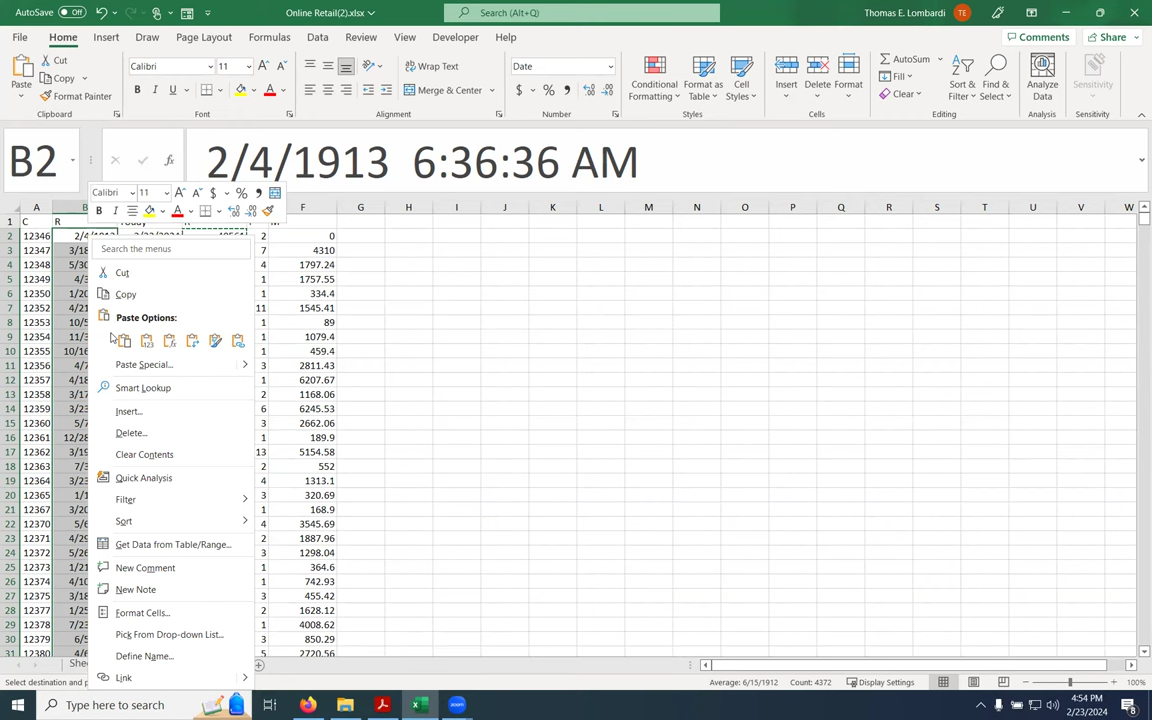 AutoSave Off Online Retail(2).xlsx Search (Alt+Q) Thomas E. Lombardi TE
File Home Insert Draw Page Layout Formulas Data Review View Developer Help Comments Share
Paste Cut Copy Format Painter Clipboard
Calibri 11 A A B I U A Font
Wrap Text Merge & Center Alignment
Date $ % Number
Conditional Formatting Format as Table Cell Styles Styles
Insert Delete Format Cells
AutoSum Fill Clear Sort & Filter Find & Select Editing
Analyze Data Analysis Sensitivity Sensitivity
B2 fx 2/4/1913 6:36:36 AM
Calibri 11 A A $ %
B I A
A B F G H I J K L M N O P Q R S T U V W
1 C R
2 12346 2/4/1913 2/23/2024 40561 2 0
3 12347 3/18 7 4310
4 12348 5/30 4 1797.24
5 12349 4/3 1 1757.55
6 12350 1/20 1 334.4
7 12352 4/21 11 1545.41
8 12353 10/5 1 89
9 12354 11/3 1 1079.4
10 12355 10/16 1 459.4
11 12356 4/7 3 2811.43
12 12357 4/18 1 6207.67
13 12358 3/17 2 1168.06
14 12359 3/23 6 6245.53
15 12360 5/7 3 2662.06
16 12361 12/28 1 189.9
17 12362 3/19 13 5154.58
18 12363 7/3 2 552
19 12364 3/23 4 1313.1
20 12365 1/1 3 320.69
21 12367 3/20 1 168.9
22 12370 5/6 4 3545.69
23 12371 4/29 2 1887.96
24 12372 5/26 3 1298.04
25 12373 1/21 1 364.6
26 12374 4/10 1 742.93
27 12375 3/18 2 455.42
28 12377 1/25 2 1628.12
29 12378 7/23 1 4008.62
30 12379 6/5 3 850.29
31 12380 4/6 5 2720.56
Search the menus
Cut
Copy
Paste Options:
Paste Special...
Smart Lookup
Insert...
Delete...
Clear Contents
Quick Analysis
Filter
Sort
Get Data from Table/Range...
New Comment
New Note
Format Cells...
Pick From Drop-down List...
Define Name...
Link
Select destination and p Average: 6/15/1912 Count: 4372 Display Settings 100%
Type here to search 4:54 PM
2/23/2024 8